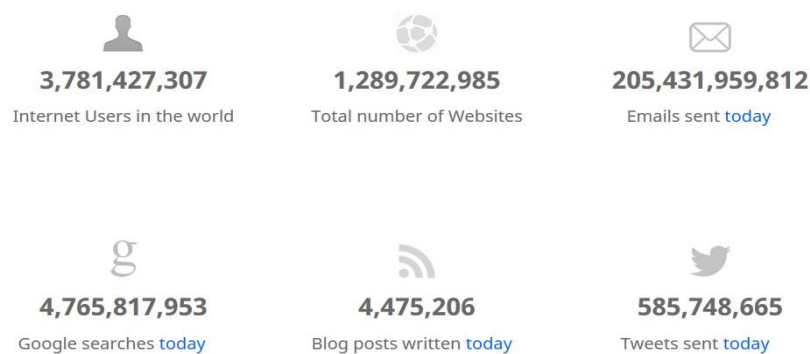 3,781,427,307
Internet Users in the world
1,289,722,985
Total number of Websites
205,431,959,812
Emails sent today
g
4,765,817,953
Google searches today
4,475,206
Blog posts written today
585,748,665
Tweets sent today